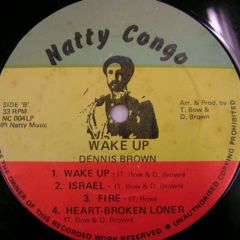 Natty Congo
SIDE 'B'
33 RPM
NC 004LP
(P) Natty Music
Arr. & Prod. by
T. Bow &
D. Brown
WAKE UP
DENNIS BROWN
1. WAKE UP - (T. Bow & D. Brown)
2. ISRAEL - (T. Bow & D. Brown)
3. FIRE - (T. Bow)
4. HEART-BROKEN LONER
(T. Bow & D. Brown)
THE OWNER OF THIS RECORDED WORK RESERVED • UNAUTHORISED COPYING PROHIBITED